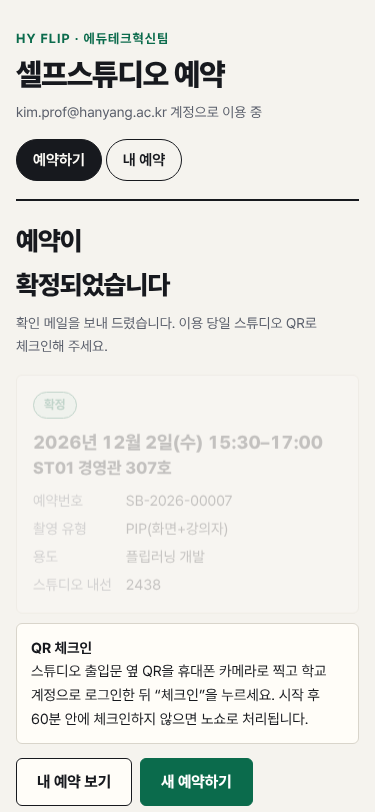 HY FLIP · 에듀테크혁신팀
셀프스튜디오 예약
kim.prof@hanyang.ac.kr 계정으로 이용 중
예약하기 내 예약
예약이
확정되었습니다
확인 메일을 보내 드렸습니다. 이용 당일 스튜디오 QR로
체크인해 주세요.
확정
2026년 12월 2일(수) 15:30–17:00
ST01 경영관 307호
예약번호 SB-2026-00007
촬영 유형 PIP(화면+강의자)
용도 플립러닝 개발
스튜디오 내선 2438
QR 체크인
스튜디오 출입문 옆 QR을 휴대폰 카메라로 찍고 학교
계정으로 로그인한 뒤 “체크인”을 누르세요. 시작 후
60분 안에 체크인하지 않으면 노쇼로 처리됩니다.
내 예약 보기 새 예약하기